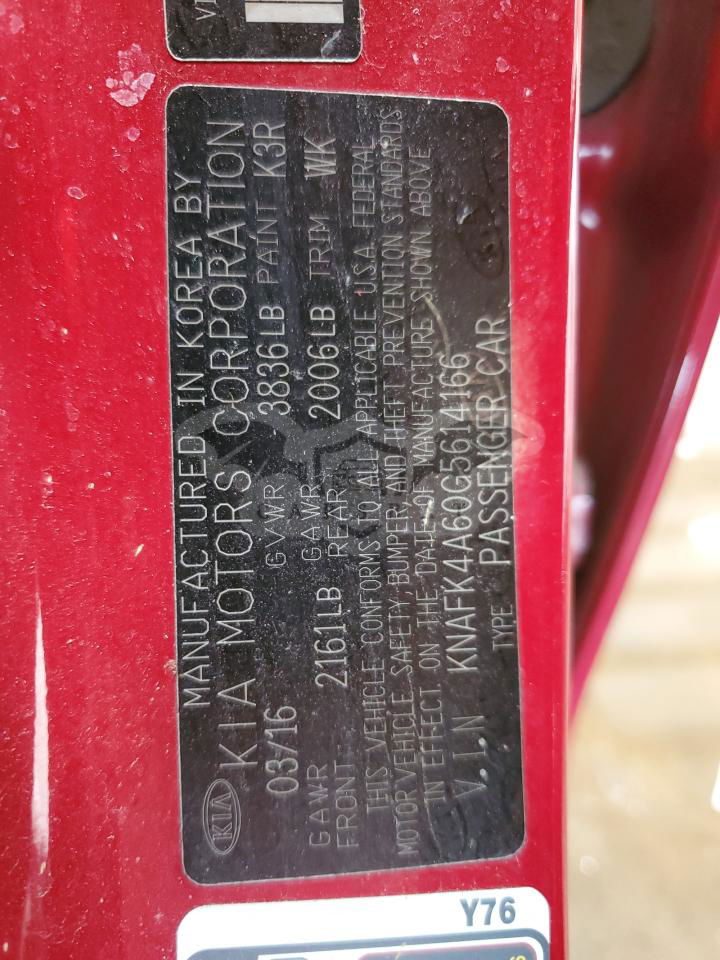 KIA MANUFACTURED IN KOREA BY
KIA MOTORS CORPORATION
03/16 GVWR 3836LB PAINT K3R
GAWR FRONT 2161LB GAWR REAR 2006LB TRIM WK
THIS VEHICLE CONFORMS TO ALL APPLICABLE U.S.A. FEDERAL
MOTOR VEHICLE SAFETY, BUMPER, AND THEFT PREVENTION STANDARDS
IN EFFECT ON THE DATE OF MANUFACTURE SHOWN ABOVE
V.I.N KNAFK4A60G5614166
TYPE PASSENGER CAR
Y76